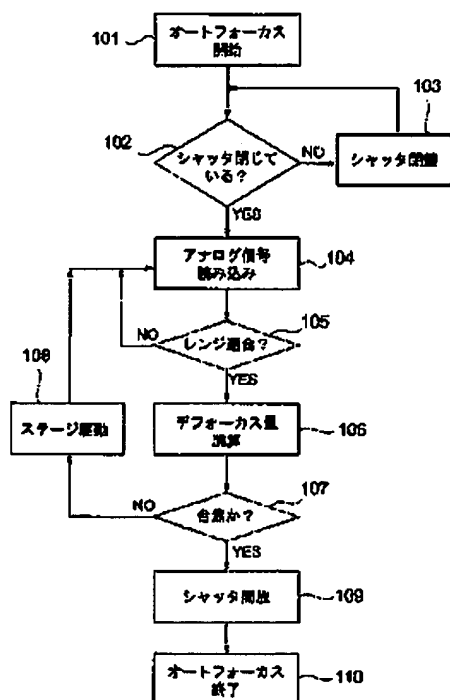 101
オートフォーカス
開始
103
102
シャッタ閉じて
いる?
NO
シャッタ閉鎖
YES
アナログ信号
読み込み
104
105
NO
レンジ適合?
108
YES
ステージ駆動
デフォーカス量
演算
106
107
NO
合焦か?
YES
シャッタ開放
109
オートフォーカス
終了
110